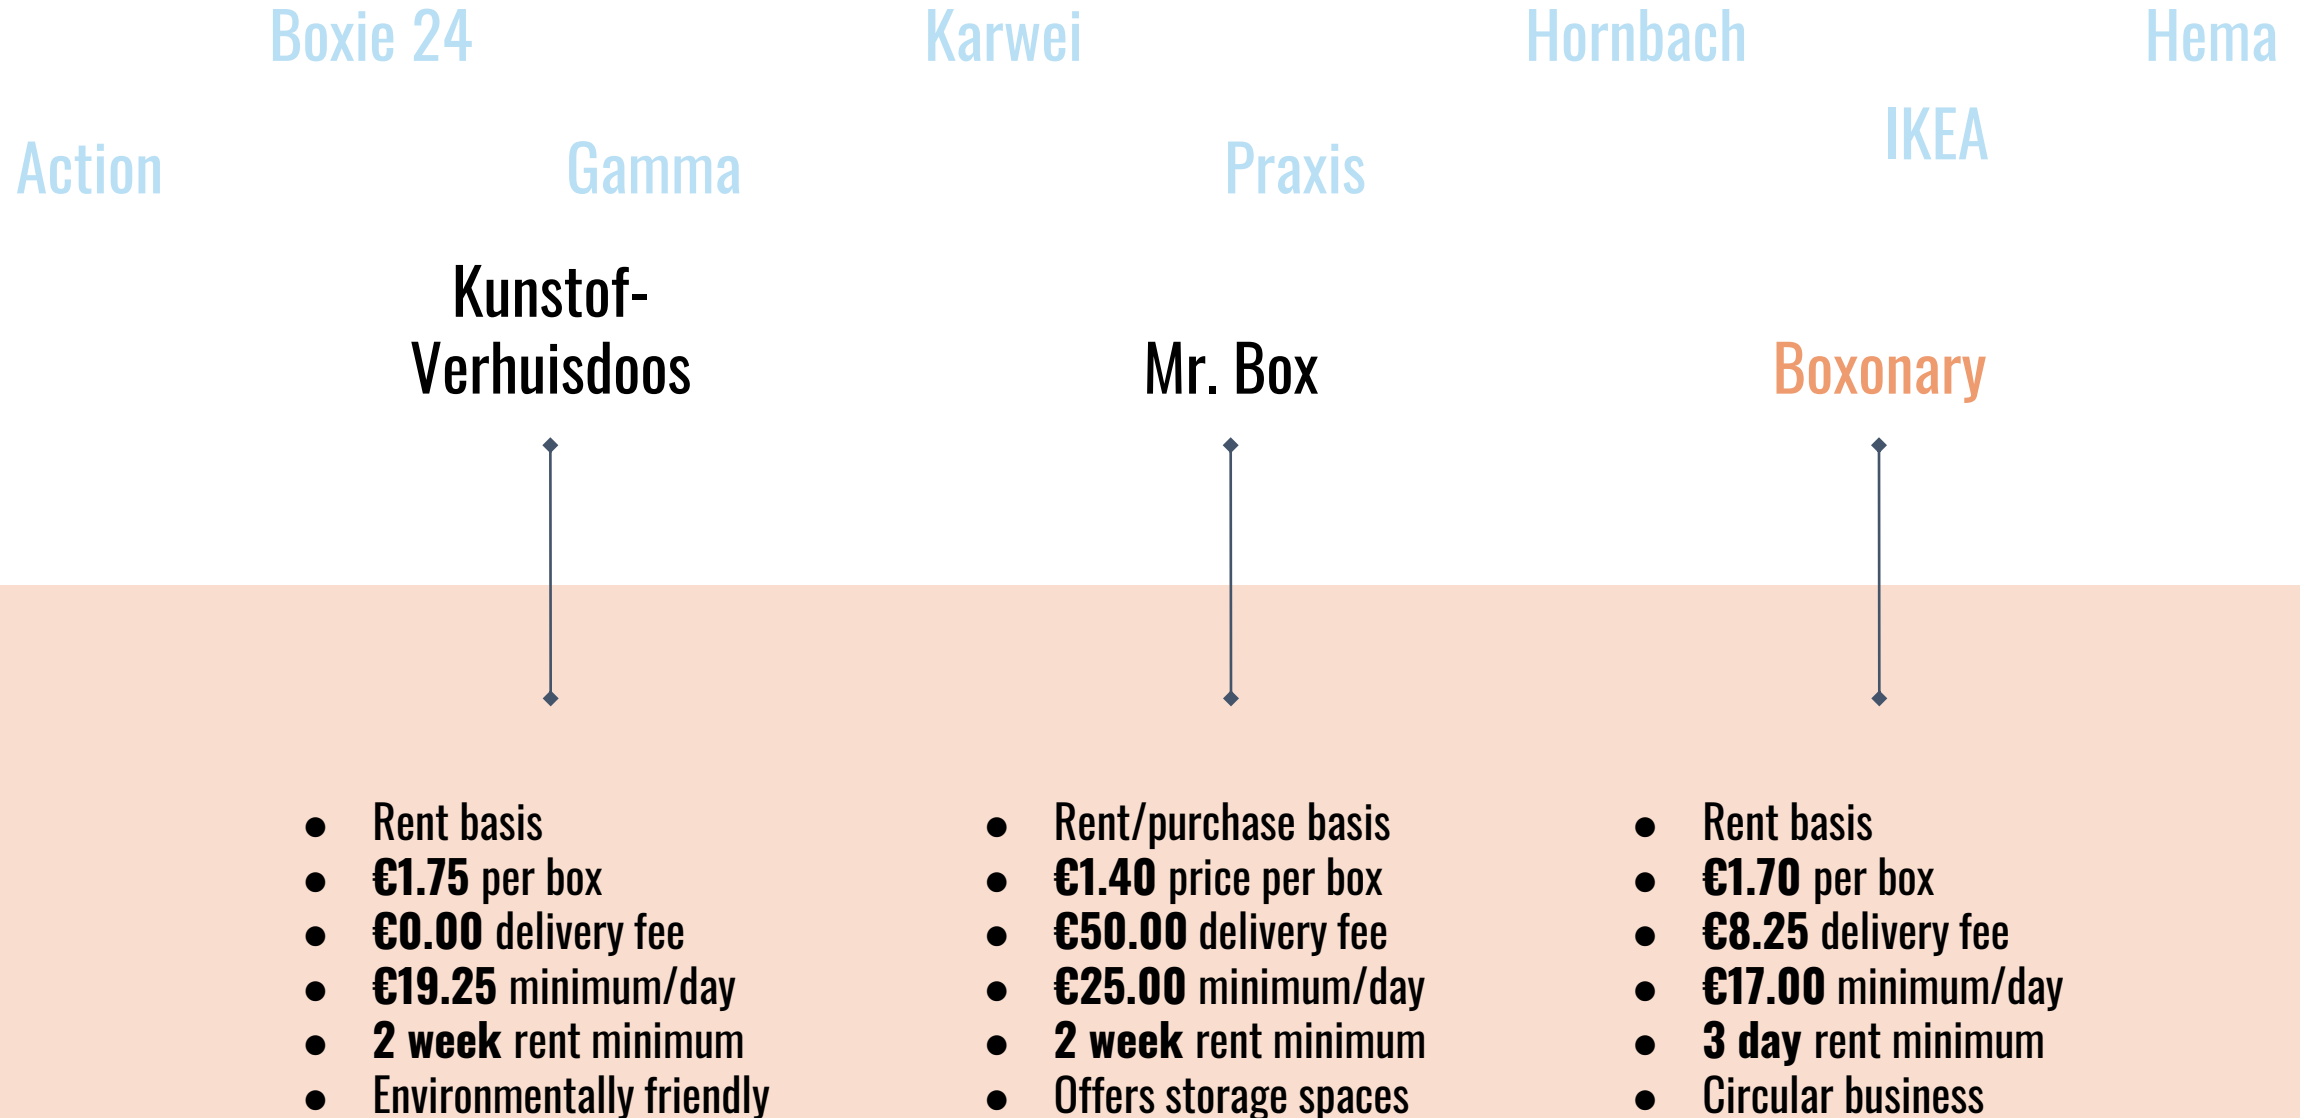 Boxie 24
Karwei
Hornbach
Hema
Action
Gamma
Praxis
IKEA
Kunstof-
Verhuisdoos
Mr. Box
Boxonary
● Rent basis
● €1.75 per box
● €0.00 delivery fee
● €19.25 minimum/day
● 2 week rent minimum
● Environmentally friendly
● Rent/purchase basis
● €1.40 price per box
● €50.00 delivery fee
● €25.00 minimum/day
● 2 week rent minimum
● Offers storage spaces
● Rent basis
● €1.70 per box
● €8.25 delivery fee
● €17.00 minimum/day
● 3 day rent minimum
● Circular business